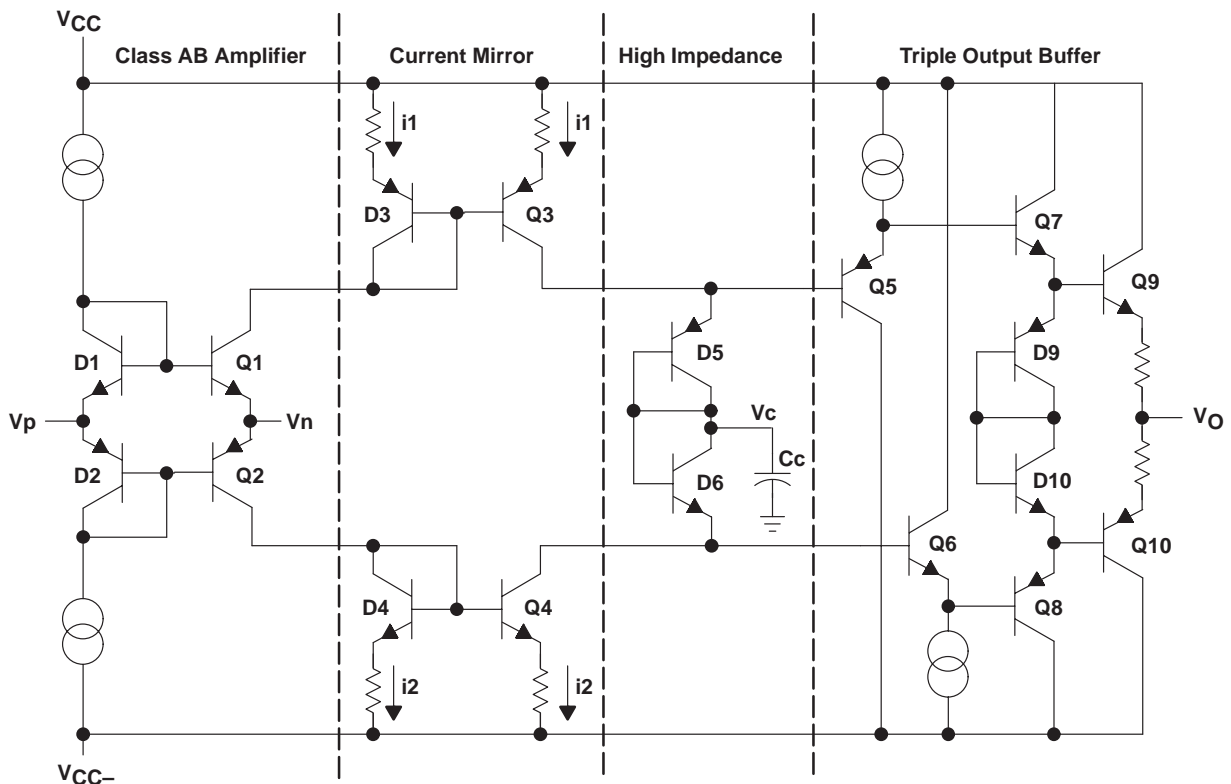 VCC
Class AB Amplifier
Current Mirror
High Impedance
Triple Output Buffer
i1
i1
D3
Q3
Q7
Q5
Q9
D1
Q1
D5
D9
Vp
Vn
Vc
VO
D2
Q2
Cc
D6
D10
Q6
Q10
D4
Q4
Q8
i2
i2
VCC–